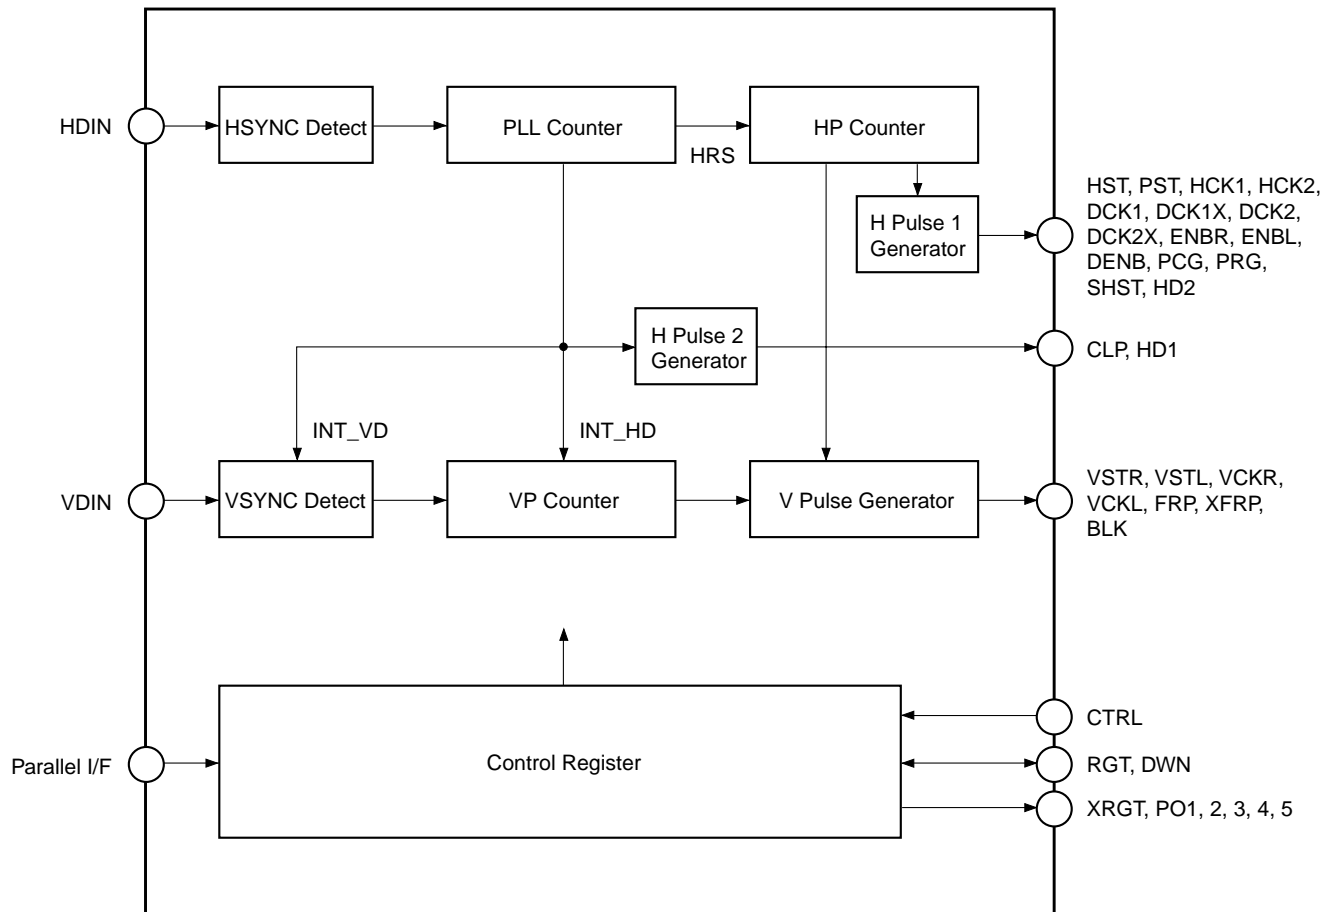 HDIN
HSYNC Detect
PLL Counter
HRS
HP Counter
H Pulse 1
Generator
HST, PST, HCK1, HCK2,
DCK1, DCK1X, DCK2,
DCK2X, ENBR, ENBL,
DENB, PCG, PRG,
SHST, HD2
H Pulse 2
Generator
CLP, HD1
INT_VD
INT_HD
VDIN
VSYNC Detect
VP Counter
V Pulse Generator
VSTR, VSTL, VCKR,
VCKL, FRP, XFRP,
BLK
Parallel I/F
Control Register
CTRL
RGT, DWN
XRGT, PO1, 2, 3, 4, 5